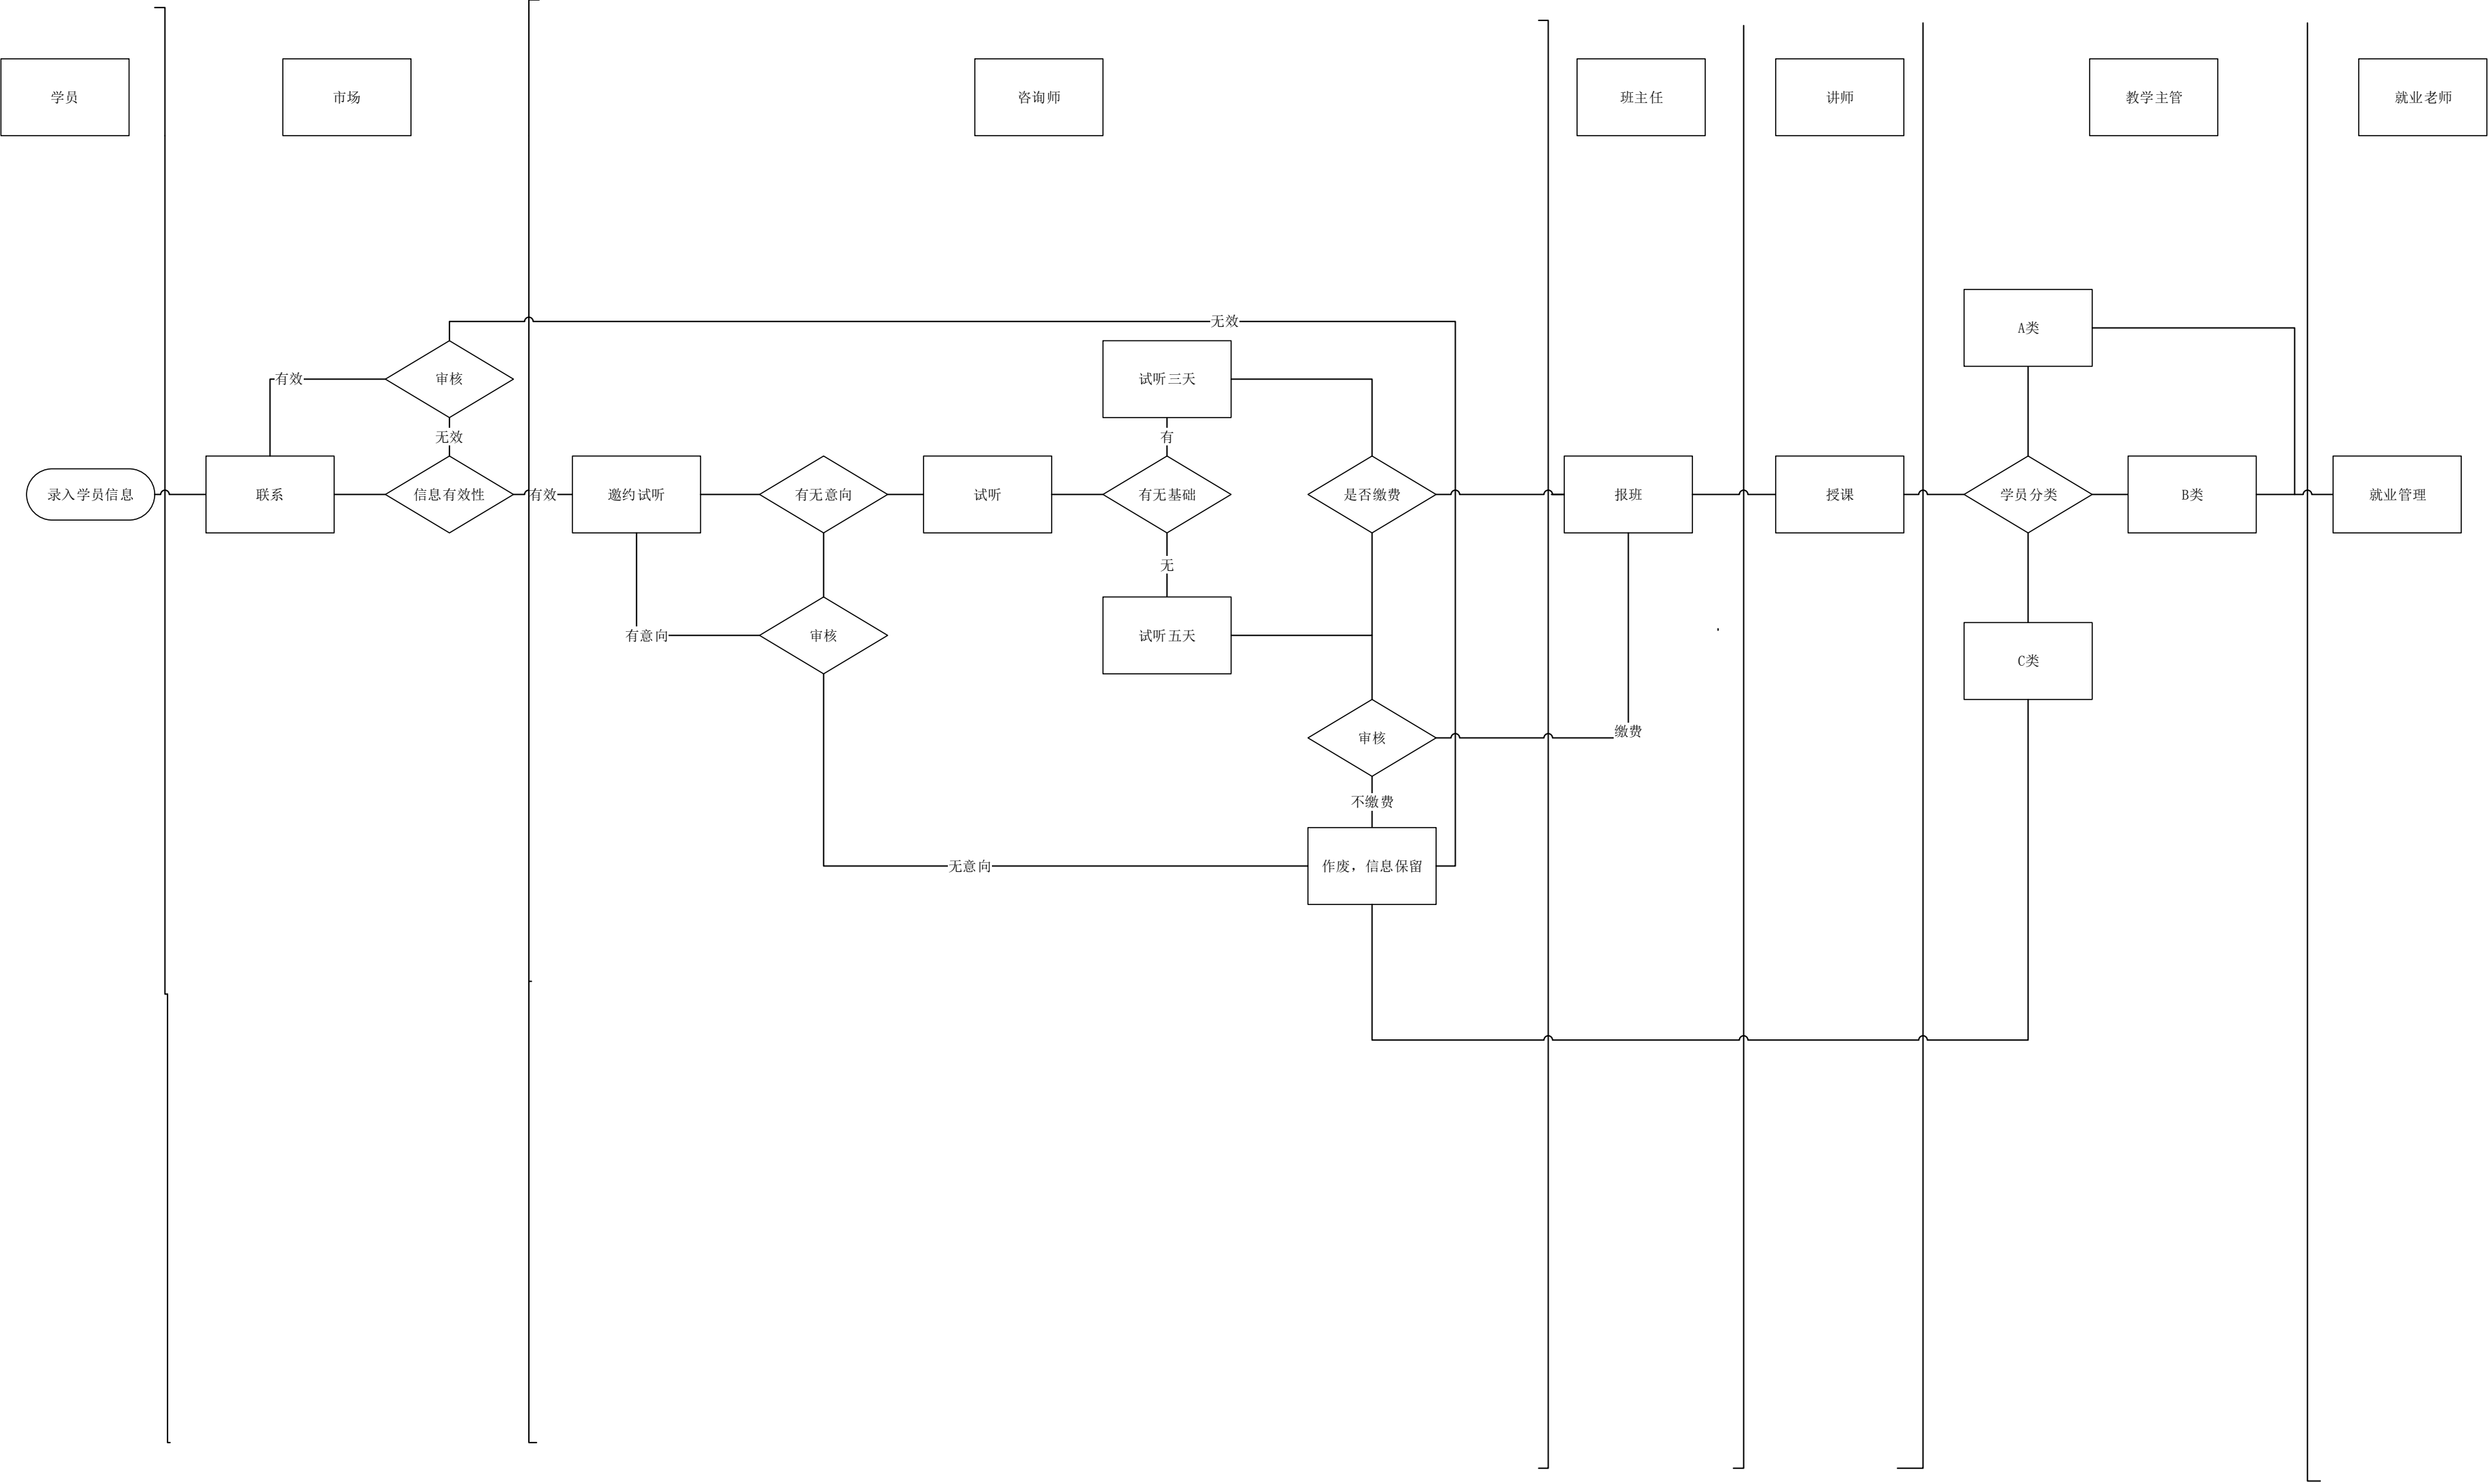 学员
市场
咨询师
班主任
讲师
教学主管
就业老师
无效
A类
有效
审核
试听三天
无效
有
录入学员信息
联系
信息有效性
有效
邀约试听
有无意向
试听
有无基础
是否缴费
报班
授课
学员分类
B类
就业管理
无
有意向
审核
试听五天
C类
审核
缴费
不缴费
无意向
作废，信息保留